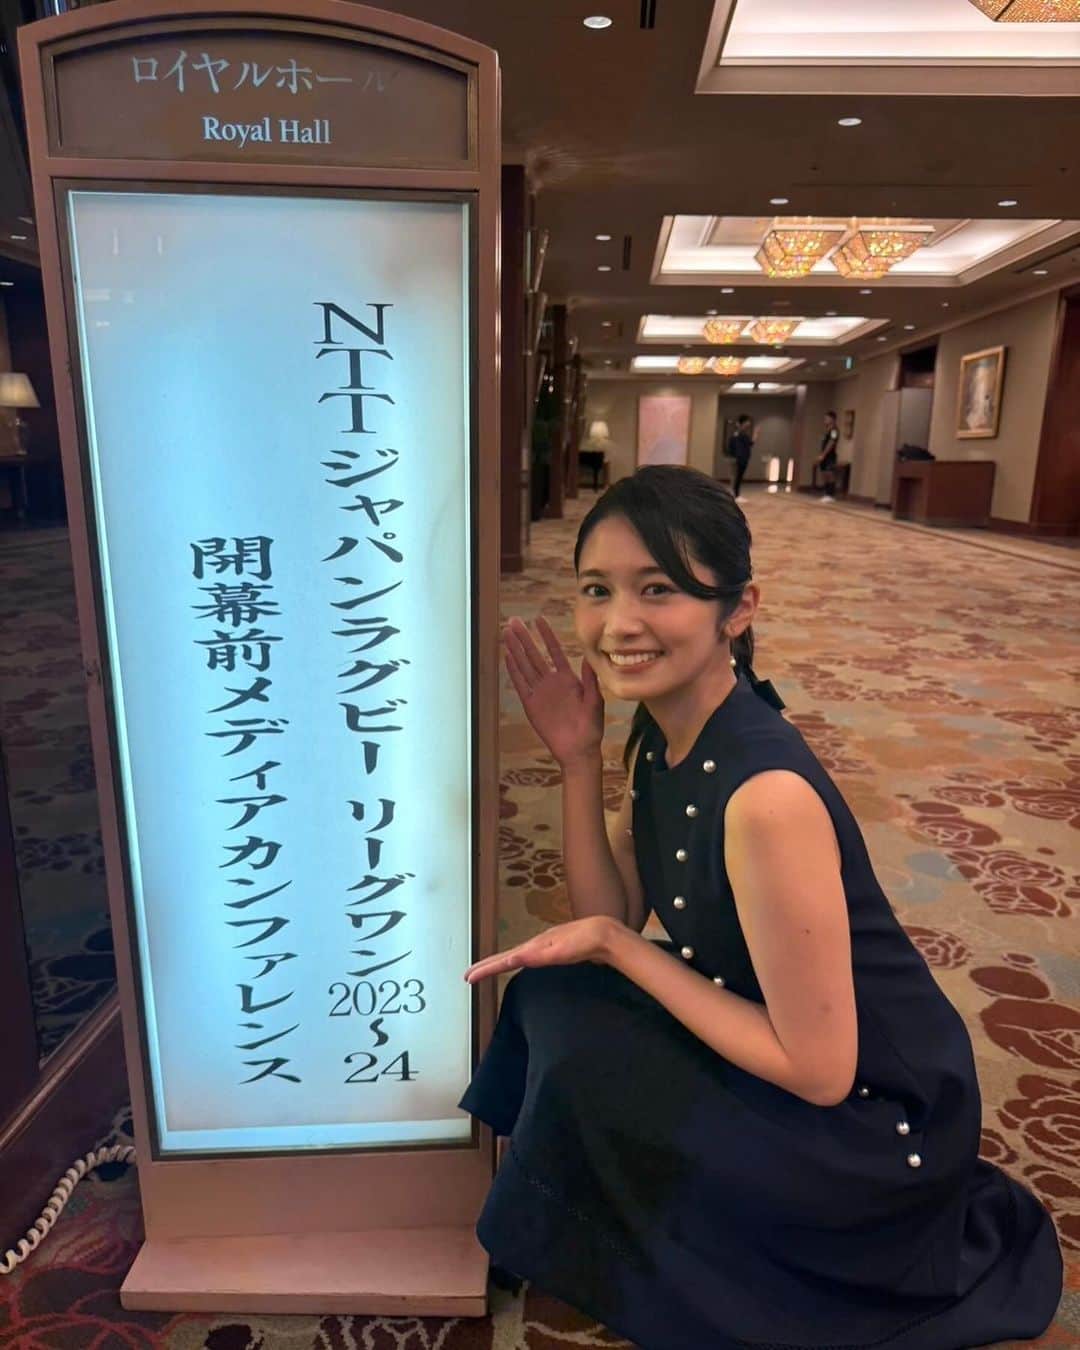 ロイヤルホール
Royal Hall
NTTジャパンラグビー リーグワン2023〜24
開幕前メディアカンファレンス